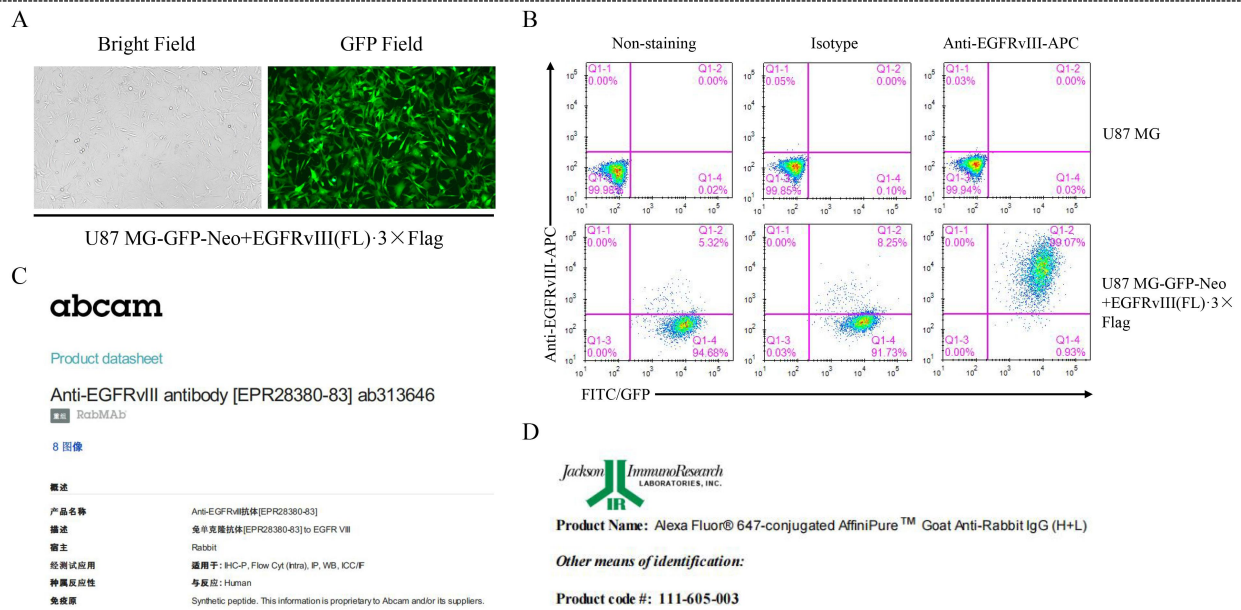 A
Bright Field
GFP Field
U87 MG-GFP-Neo+EGFRvIII(FL)·3×Flag
B
Non-staining
Isotype
Anti-EGFRvIII-APC
Q1-1
0.00%
Q1-2
0.00%
99.98%
Q1-4
0.02%
Q1-1
0.05%
Q1-2
0.00%
Q1-3
99.85%
Q1-4
0.10%
Q1-1
0.03%
Q1-2
0.00%
Q1-3
99.94%
Q1-4
0.03%
U87 MG
Q1-1
0.00%
Q1-2
5.32%
Q1-3
0.00%
Q1-4
94.68%
Q1-1
0.00%
Q1-2
8.25%
Q1-3
0.03%
Q1-4
91.73%
Q1-1
0.00%
Q1-2
99.07%
Q1-3
0.00%
Q1-4
0.93%
U87 MG-GFP-Neo
+EGFRvIII(FL)·3×
Flag
Anti-EGFRvIII-APC
FITC/GFP
C
abcam
Product datasheet
Anti-EGFRvIII antibody [EPR28380-83] ab313646
重组 RabMAb
8 图像
概述
产品名称 Anti-EGFRvIII抗体[EPR28380-83]
描述 兔单克隆抗体[EPR28380-83] to EGFR VIII
宿主 Rabbit
经测试应用 适用于: IHC-P, Flow Cyt (Intra), IP, WB, ICC/IF
种属反应性 与反应: Human
免疫原 Synthetic peptide. This information is proprietary to Abcam and/or its suppliers.
D
Jackson ImmunoResearch
LABORATORIES, INC.
IR
Product Name: Alexa Fluor® 647-conjugated AffiniPure™ Goat Anti-Rabbit IgG (H+L)
Other means of identification:
Product code #: 111-605-003